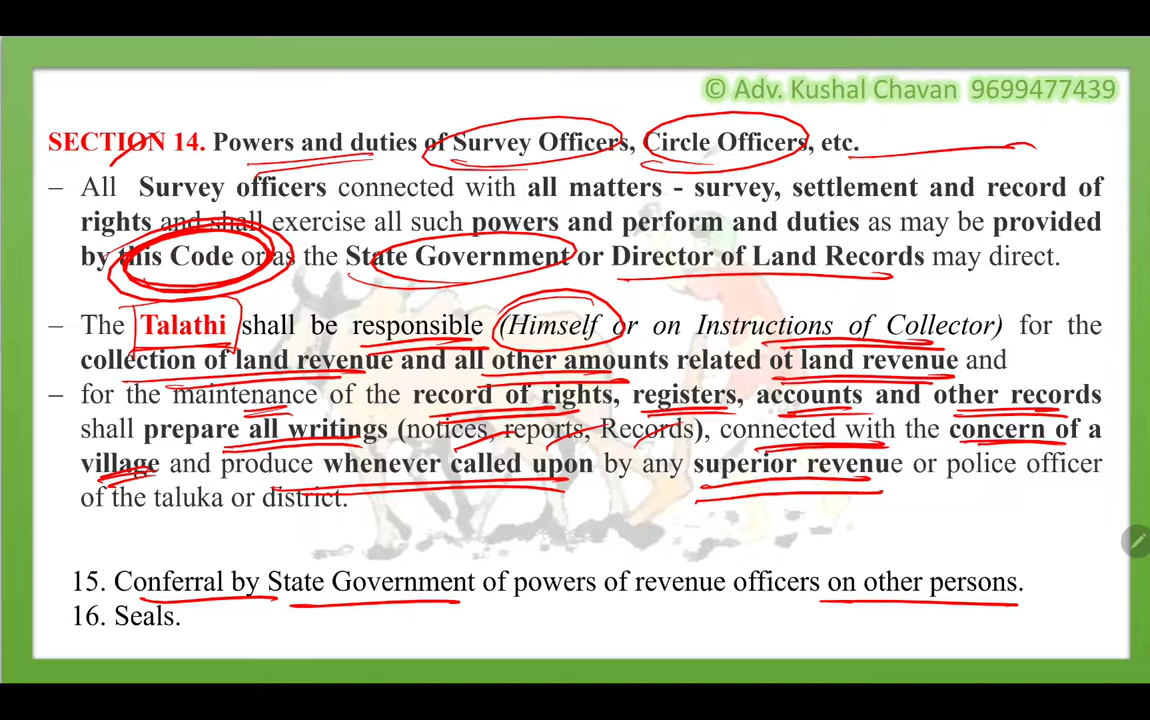 © Adv. Kushal Chavan 9699477439
SECTION 14. Powers and duties of Survey Officers, Circle Officers, etc.
– All Survey officers connected with all matters - survey, settlement and record of
rights and shall exercise all such powers and perform and duties as may be provided
by this Code or as the State Government or Director of Land Records may direct.
– The Talathi shall be responsible (Himself or on Instructions of Collector) for the
collection of land revenue and all other amounts related ot land revenue and
– for the maintenance of the record of rights, registers, accounts and other records
shall prepare all writings (notices, reports, Records), connected with the concern of a
village and produce whenever called upon by any superior revenue or police officer
of the taluka or district.
15. Conferral by State Government of powers of revenue officers on other persons.
16. Seals.